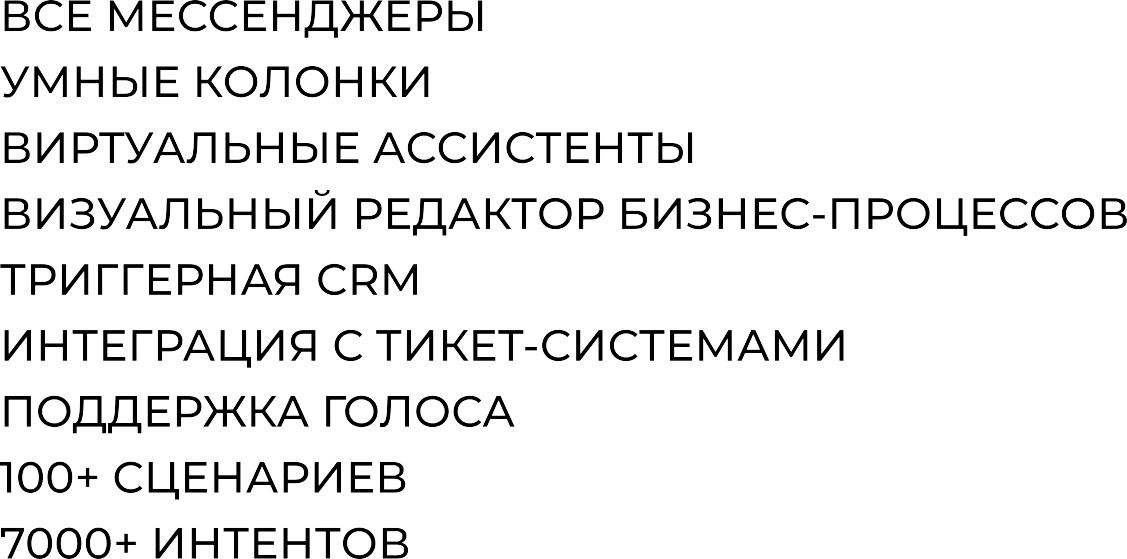 ВСЕ МЕССЕНДЖЕРЫ
УМНЫЕ КОЛОНКИ
ВИРТУАЛЬНЫЕ АССИСТЕНТЫ
ВИЗУАЛЬНЫЙ РЕДАКТОР БИЗНЕС-ПРОЦЕССОВ
ТРИГГЕРНАЯ CRM
ИНТЕГРАЦИЯ С ТИКЕТ-СИСТЕМАМИ
ПОДДЕРЖКА ГОЛОСА
100+ СЦЕНАРИЕВ
7000+ ИНТЕНТОВ